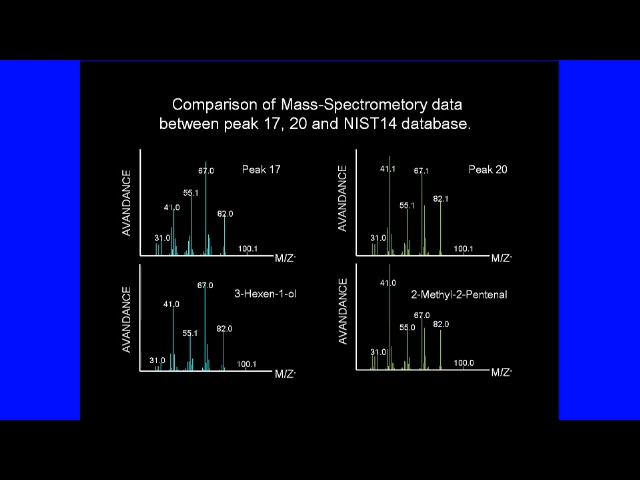 Comparison of Mass-Spectrometory data
between peak 17, 20 and NIST14 database.
AVANDANCE
31.0
41.0
55.1
67.0
82.0
100.1
Peak 17
M/Z
AVANDANCE
31.0
41.1
55.1
67.1
82.1
100.1
Peak 20
M/Z
AVANDANCE
31.0
41.0
55.1
67.0
82.0
100.1
3-Hexen-1-ol
M/Z
AVANDANCE
31.0
41.0
55.0
67.0
82.0
100.0
2-Methyl-2-Pentenal
M/Z